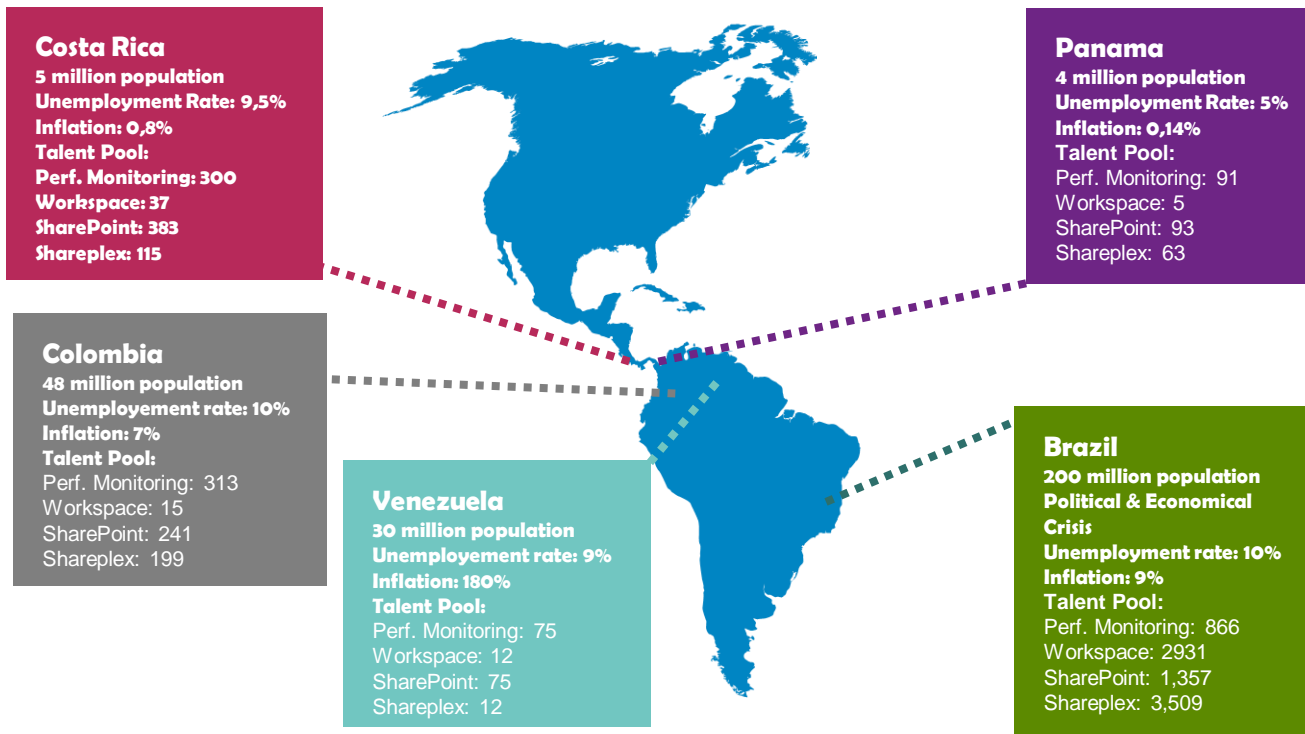 Costa Rica
5 million population
Unemployment Rate: 9,5%
Inflation: 0,8%
Talent Pool:
Perf. Monitoring: 300
Workspace: 37
SharePoint: 383
Shareplex: 115
Panama
4 million population
Unemployment Rate: 5%
Inflation: 0,14%
Talent Pool:
Perf. Monitoring: 91
Workspace: 5
SharePoint: 93
Shareplex: 63
Colombia
48 million population
Unemployement rate: 10%
Inflation: 7%
Talent Pool:
Perf. Monitoring: 313
Workspace: 15
SharePoint: 241
Shareplex: 199
Venezuela
30 million population
Unemployement rate: 9%
Inflation: 180%
Talent Pool:
Perf. Monitoring: 75
Workspace: 12
SharePoint: 75
Shareplex: 12
Brazil
200 million population
Political & Economical
Crisis
Unemployment rate: 10%
Inflation: 9%
Talent Pool:
Perf. Monitoring: 866
Workspace: 2931
SharePoint: 1,357
Shareplex: 3,509